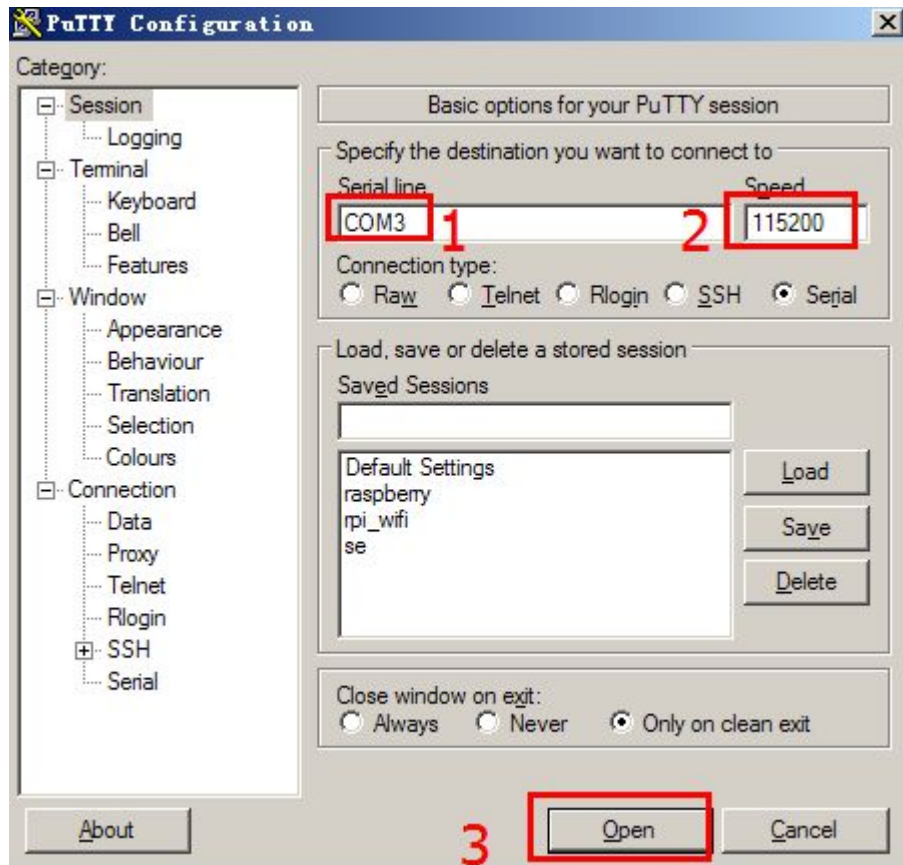 PuTTY Configuration
Category:
Session
Logging
Terminal
Keyboard
Bell
Features
Window
Appearance
Behaviour
Translation
Selection
Colours
Connection
Data
Proxy
Telnet
Rlogin
SSH
Serial
Basic options for your PuTTY session
Specify the destination you want to connect to
Serial line Speed
COM3 1 2 115200
Connection type:
Raw Telnet Rlogin SSH Serial
Load, save or delete a stored session
Saved Sessions
Default Settings
raspberry
rpi_wifi
se
Load
Save
Delete
Close window on exit:
Always Never Only on clean exit
About 3 Open Cancel